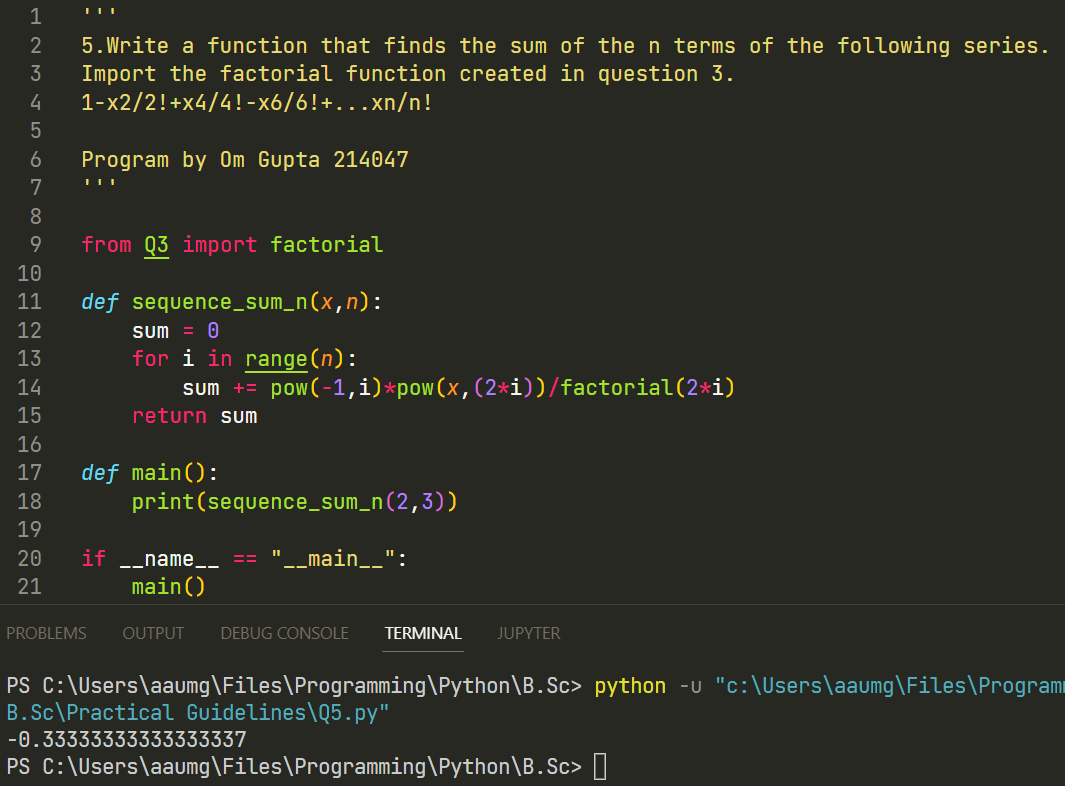 1 '''
2 5.Write a function that finds the sum of the n terms of the following series.
3 Import the factorial function created in question 3.
4 1-x2/2!+x4/4!-x6/6!+...xn/n!
5
6 Program by Om Gupta 214047
7 '''
8
9 from Q3 import factorial
10
11 def sequence_sum_n(x,n):
12     sum = 0
13     for i in range(n):
14         sum += pow(-1,i)*pow(x,(2*i))/factorial(2*i)
15     return sum
16
17 def main():
18     print(sequence_sum_n(2,3))
19
20 if __name__ == "__main__":
21     main()
PROBLEMS OUTPUT DEBUG CONSOLE TERMINAL JUPYTER
PS C:\Users\aaumg\Files\Programming\Python\B.Sc> python -u "c:\Users\aaumg\Files\Programm
B.Sc\Practical Guidelines\Q5.py"
-0.33333333333333337
PS C:\Users\aaumg\Files\Programming\Python\B.Sc>